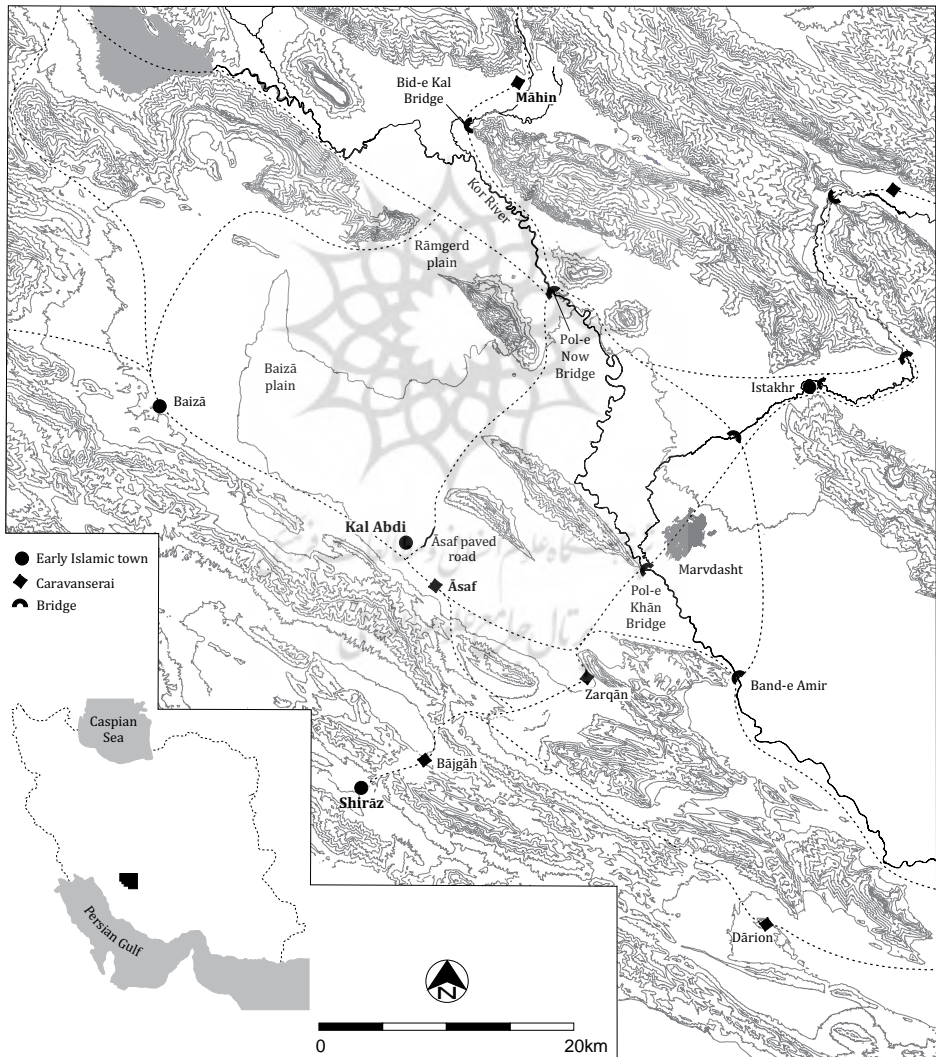 Bid-e Kal
Bridge
Māhin
Kor River
Rāmgerd
plain
Pol-e
Now
Bridge
Baizā
plain
Istakhr
Baizā
Kal Abdi
Āsaf paved
road
Āsaf
Marvdasht
Pol-e
Khān
Bridge
Early Islamic town
Caravanserai
Bridge
Zarqān
Band-e Amir
Caspian
Sea
Bājgāh
Shirāz
Persian Gulf
Dārion
N
0
20km